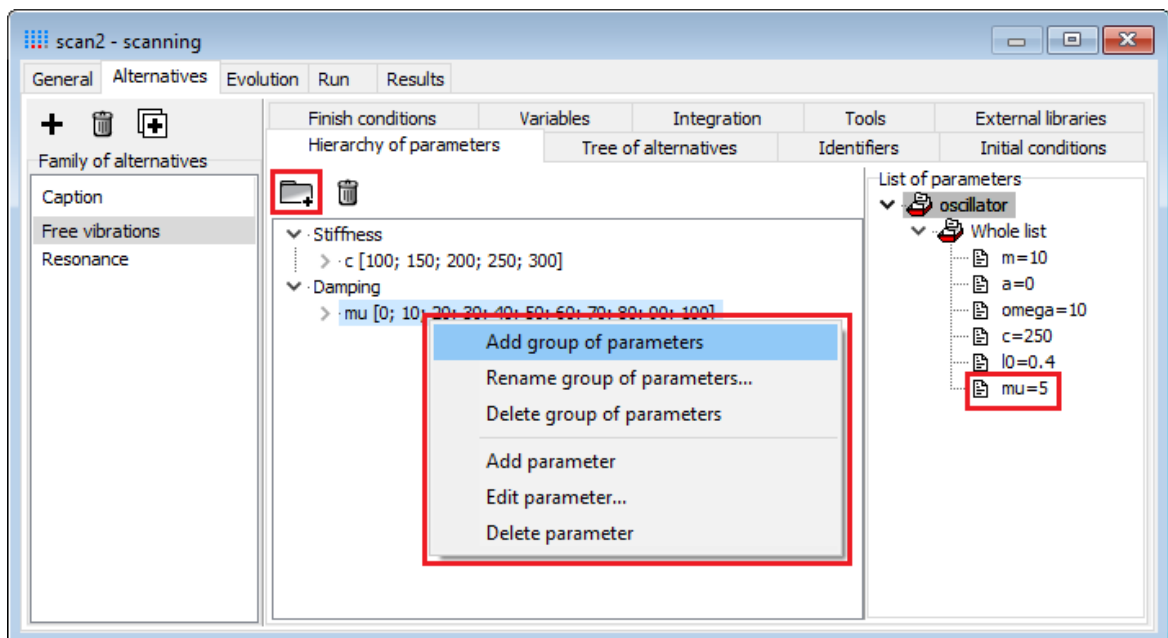 scan2 - scanning
General Alternatives Evolution Run Results
Family of alternatives
Caption
Free vibrations
Resonance
Finish conditions Variables Integration Tools External libraries
Hierarchy of parameters Tree of alternatives Identifiers Initial conditions
Stiffness
c [100; 150; 200; 250; 300]
Damping
mu [0; 10; 20; 30; 40; 50; 60; 70; 80; 90; 100]
Add group of parameters
Rename group of parameters...
Delete group of parameters
Add parameter
Edit parameter...
Delete parameter
List of parameters
oscillator
Whole list
m=10
a=0
omega=10
c=250
l0=0.4
mu=5